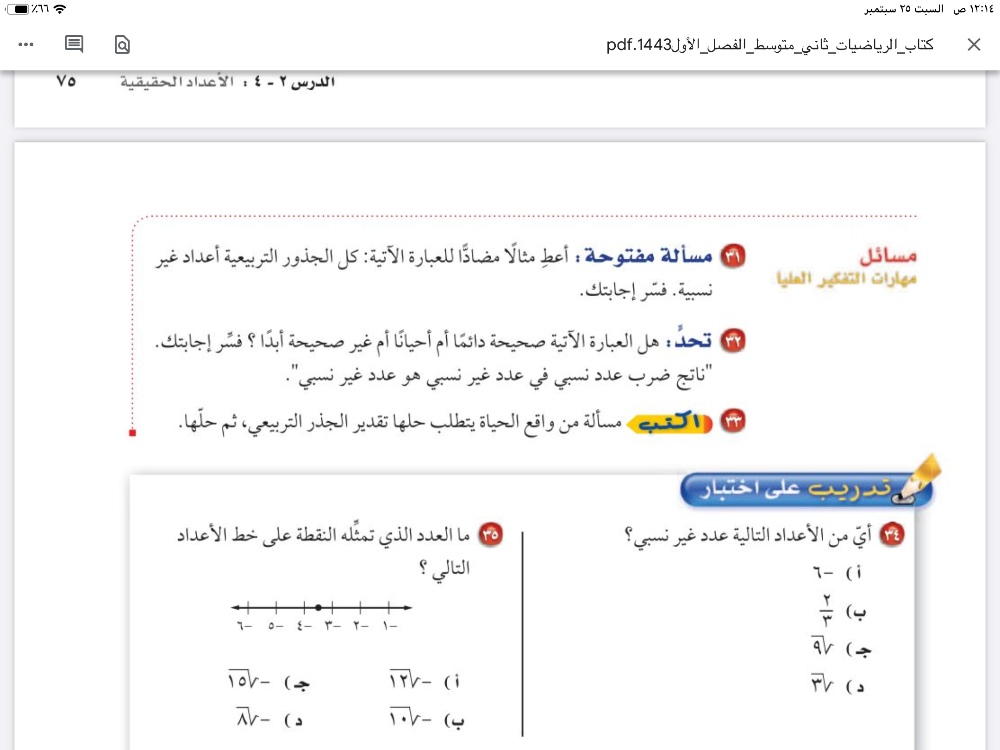 ١٢:١٤ ص السبت ٢٥ سبتمبر
٪٦٦
كتاب_الرياضيات_ثاني_متوسط_الفصل_الأول1443.pdf
الدرس ٢ - ٤ : الأعداد الحقيقية ٧٥
مسائل
مهارات التفكير العليا
٣١ مسألة مفتوحة : أعطِ مثالًا مضادًّا للعبارة الآتية: كل الجذور التربيعية أعداد غير
نسبية. فسّر إجابتك.
٣٢ تحدٍّ : هل العبارة الآتية صحيحة دائمًا أم أحيانًا أم غير صحيحة أبدًا ؟ فسِّر إجابتك.
"ناتج ضرب عدد نسبي في عدد غير نسبي هو عدد غير نسبي".
٣٣ اكتب مسألة من واقع الحياة يتطلب حلها تقدير الجذر التربيعي، ثم حلّها.
تدريب على اختبار
٣٤ أيّ من الأعداد التالية عدد غير نسبي؟
أ) –٦
ب) ٢/٣
جـ) √٩
د) √٣
٣٥ ما العدد الذي تمثِّله النقطة على خط الأعداد
التالي ؟
–٦ –٥ –٤ –٣ –٢ –١
أ) –√١٢ جـ) –√١٥
ب) –√١٠ د) –√٨